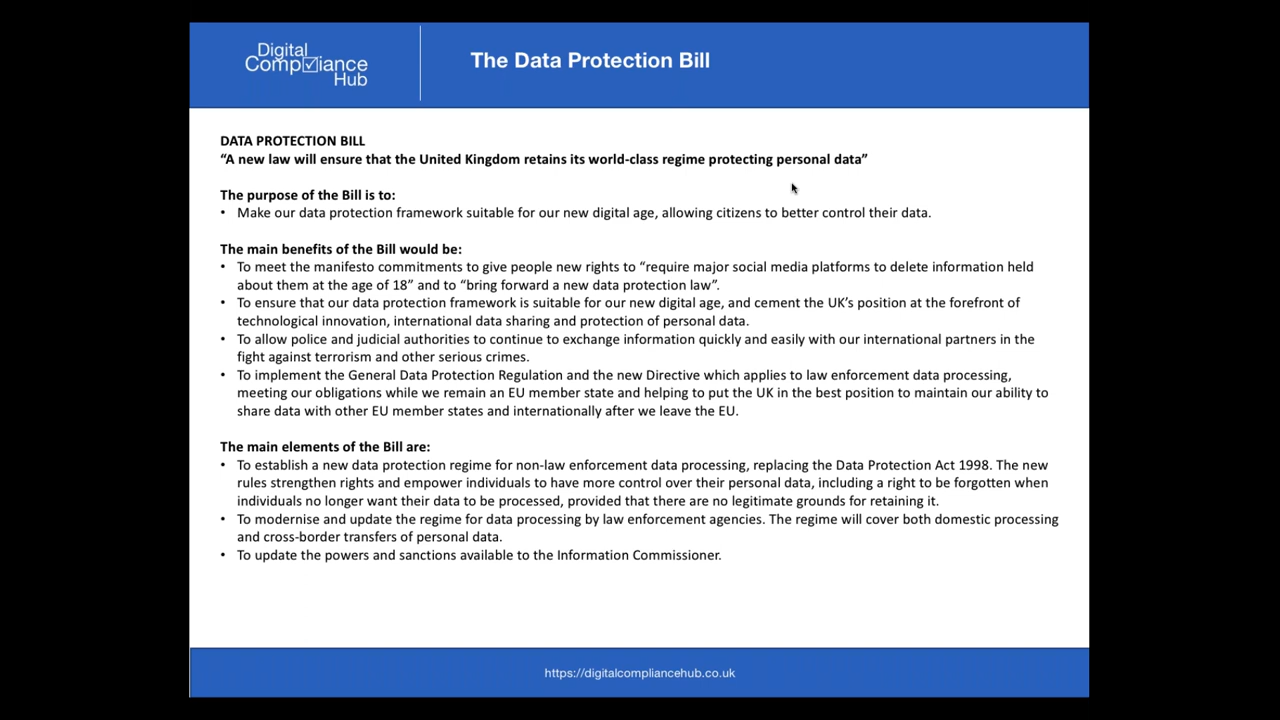 Digital
Compliance
Hub
The Data Protection Bill
DATA PROTECTION BILL
“A new law will ensure that the United Kingdom retains its world-class regime protecting personal data”
The purpose of the Bill is to:
• Make our data protection framework suitable for our new digital age, allowing citizens to better control their data.
The main benefits of the Bill would be:
• To meet the manifesto commitments to give people new rights to “require major social media platforms to delete information held
about them at the age of 18” and to “bring forward a new data protection law”.
• To ensure that our data protection framework is suitable for our new digital age, and cement the UK’s position at the forefront of
technological innovation, international data sharing and protection of personal data.
• To allow police and judicial authorities to continue to exchange information quickly and easily with our international partners in the
fight against terrorism and other serious crimes.
• To implement the General Data Protection Regulation and the new Directive which applies to law enforcement data processing,
meeting our obligations while we remain an EU member state and helping to put the UK in the best position to maintain our ability to
share data with other EU member states and internationally after we leave the EU.
The main elements of the Bill are:
• To establish a new data protection regime for non-law enforcement data processing, replacing the Data Protection Act 1998. The new
rules strengthen rights and empower individuals to have more control over their personal data, including a right to be forgotten when
individuals no longer want their data to be processed, provided that there are no legitimate grounds for retaining it.
• To modernise and update the regime for data processing by law enforcement agencies. The regime will cover both domestic processing
and cross-border transfers of personal data.
• To update the powers and sanctions available to the Information Commissioner.
https://digitalcompliancehub.co.uk